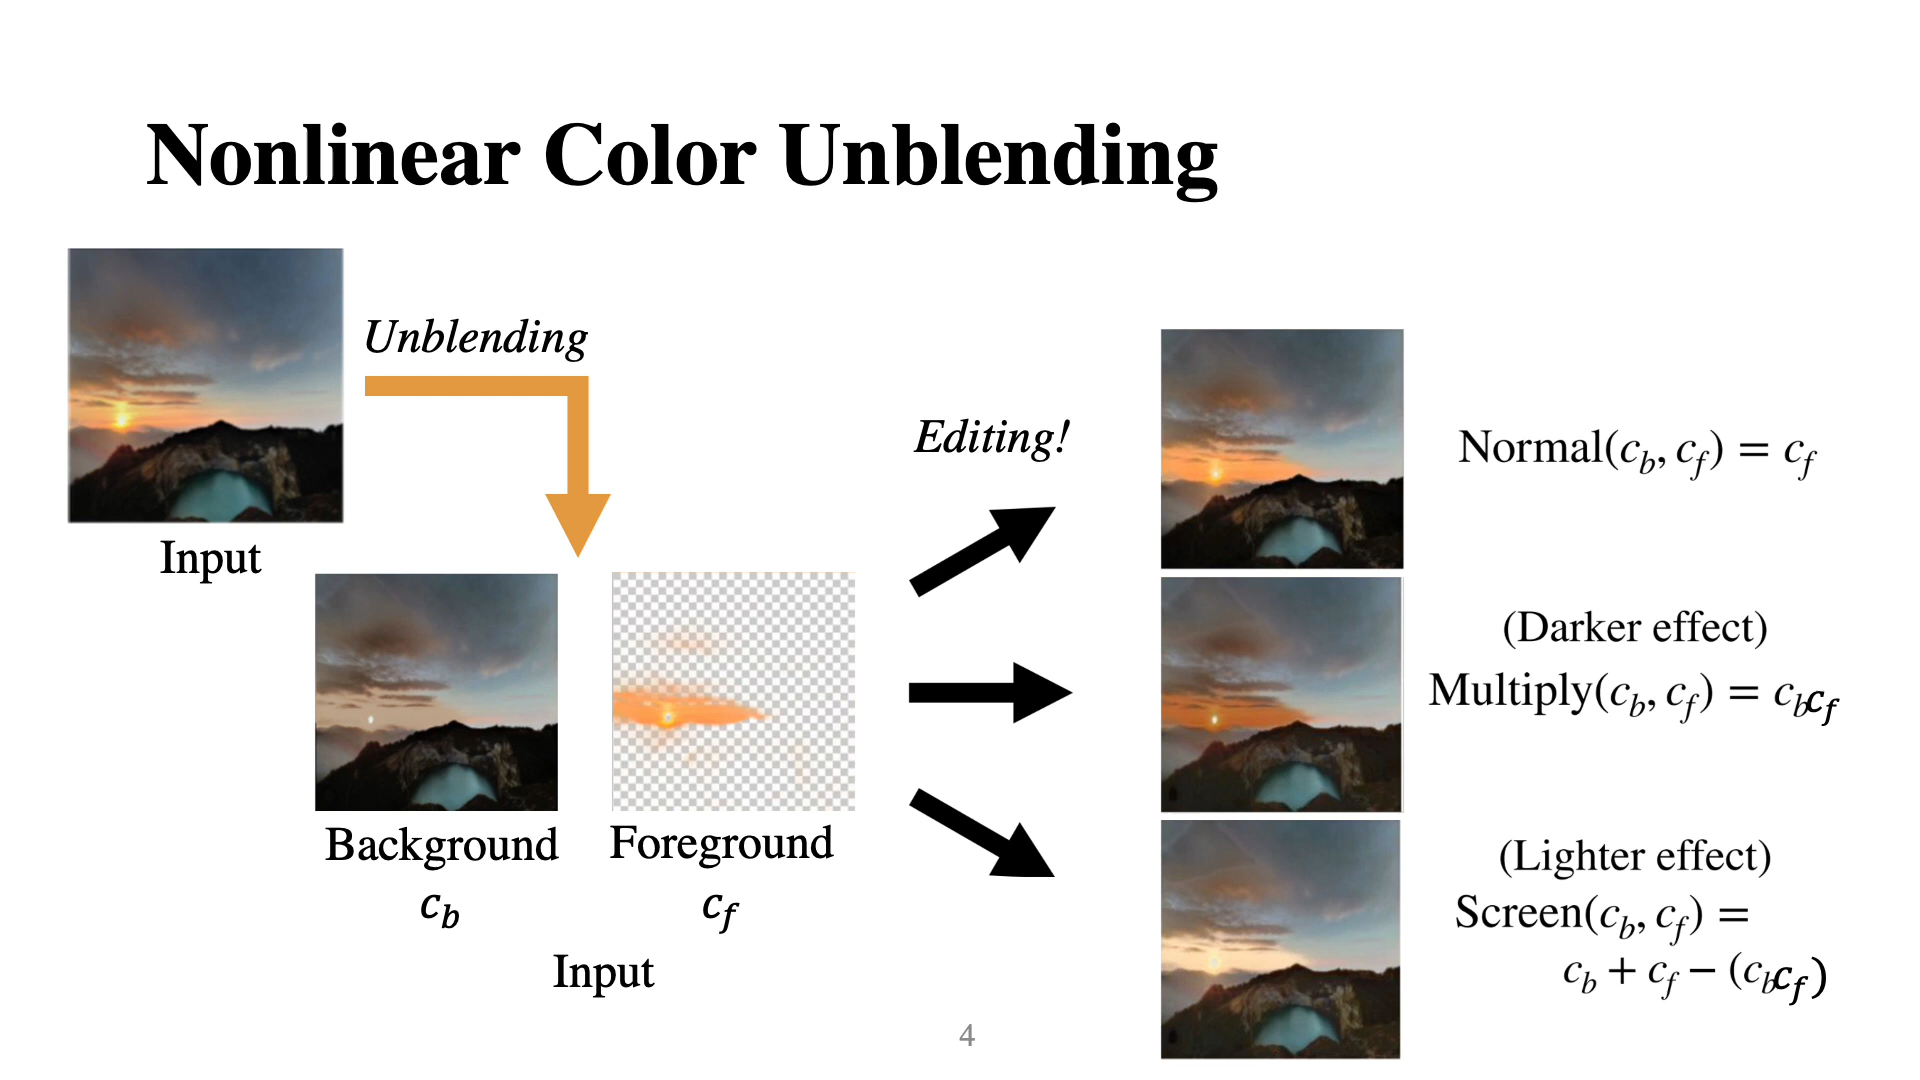 Nonlinear Color Unblending
Unblending
Input
Background
c_b
Foreground
c_f
Input
Editing!
Normal(c_b, c_f) = c_f
(Darker effect)
Multiply(c_b, c_f) = c_b c_f
(Lighter effect)
Screen(c_b, c_f) =
c_b + c_f − (c_b c_f)
4